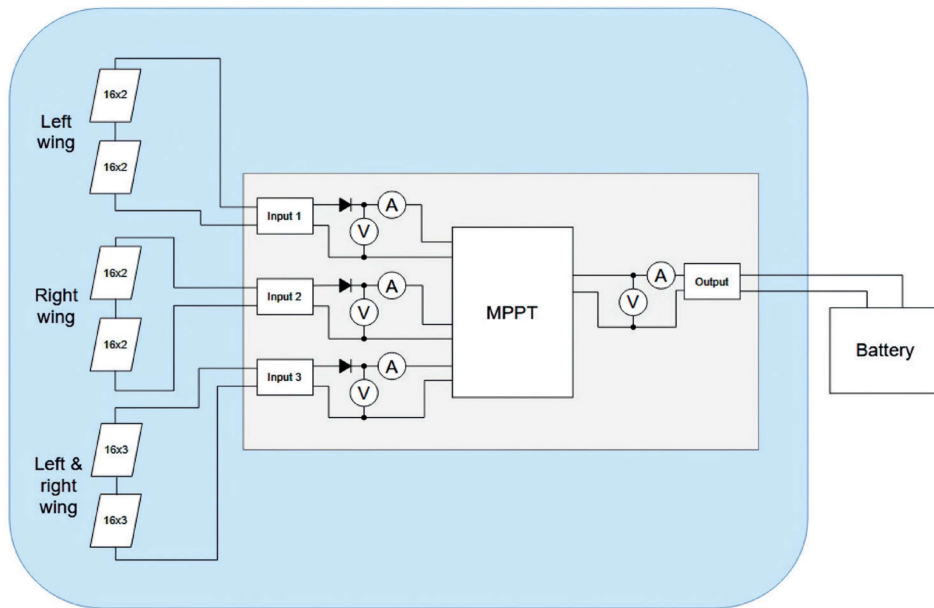 16x2
Left
wing
16x2
Input 1
A
V
16x2
Right
wing
16x2
Input 2
A
V
MPPT
A
V
Output
Battery
Input 3
A
V
16x3
Left &
right
wing
16x3